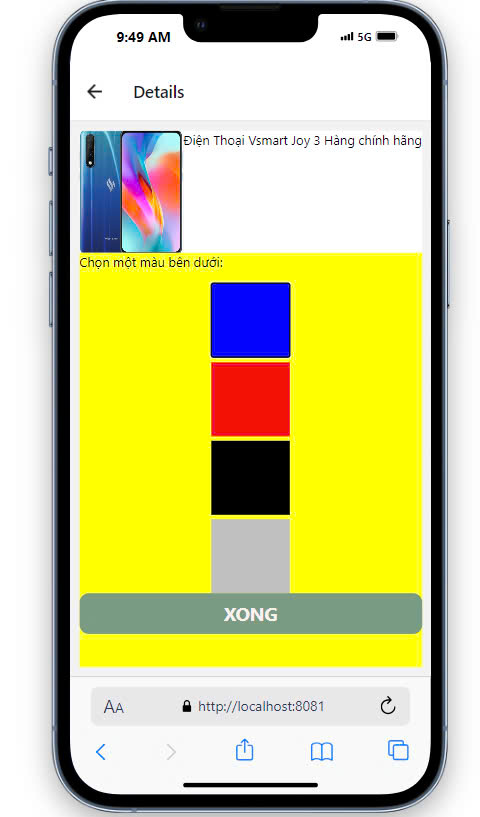 9:49 AM
5G
Details
Điện Thoại Vsmart Joy 3 Hàng chính hãng
Chọn một màu bên dưới:
XONG
AA
http://localhost:8081